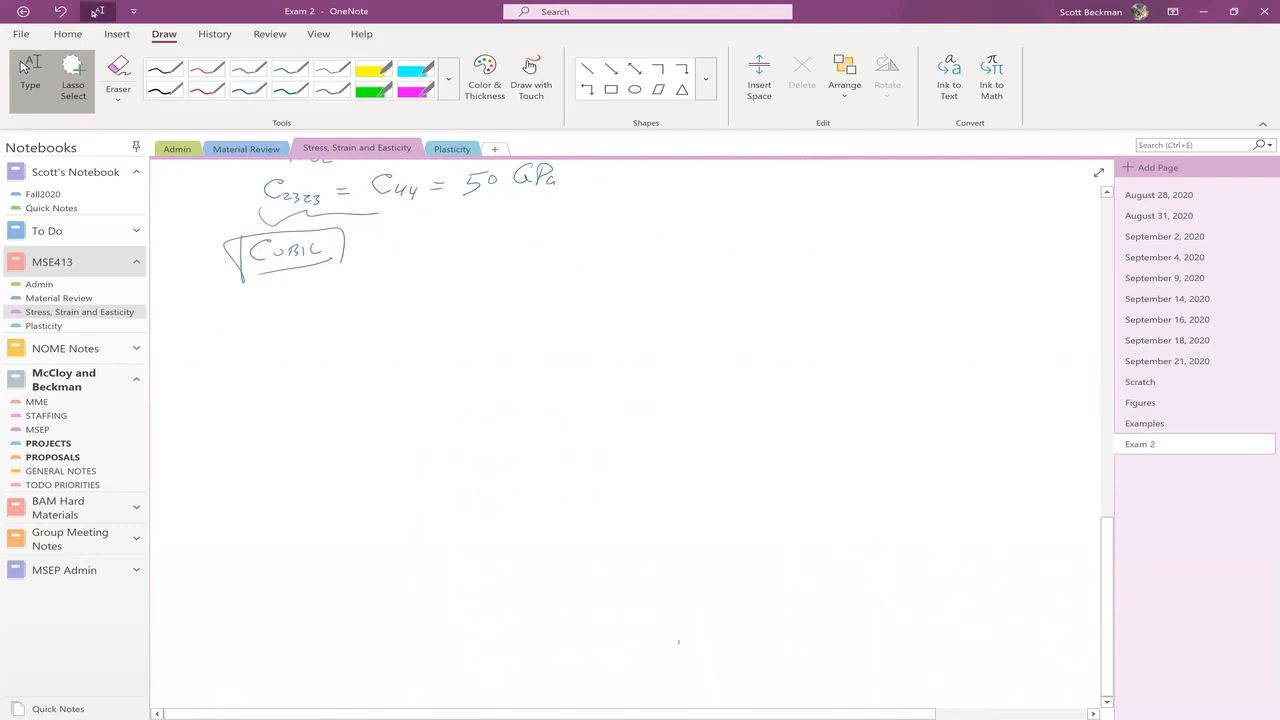 Exam 2 - OneNote
Search
Scott Beckman
File
Home
Insert
Draw
History
Review
View
Help
Type
Lasso Select
Eraser
Color & Thickness
Draw with Touch
Insert Space
Delete
Arrange
Rotate
Ink to Text
Ink to Math
Tools
Shapes
Edit
Convert
Notebooks
Admin
Material Review
Stress, Strain and Easticity
Plasticity
Search (Ctrl+E)
Scott's Notebook
Fall2020
Quick Notes
To Do
MSE413
Admin
Material Review
Stress, Strain and Easticity
Plasticity
NOME Notes
McCloy and Beckman
MME
STAFFING
MSEP
PROJECTS
PROPOSALS
GENERAL NOTES
TODO PRIORITIES
BAM Hard Materials
Group Meeting Notes
MSEP Admin
Quick Notes
C2323 = C44 = 50 GPa
CUBIC
Add Page
August 28, 2020
August 31, 2020
September 2, 2020
September 4, 2020
September 9, 2020
September 14, 2020
September 16, 2020
September 18, 2020
September 21, 2020
Scratch
Figures
Examples
Exam 2